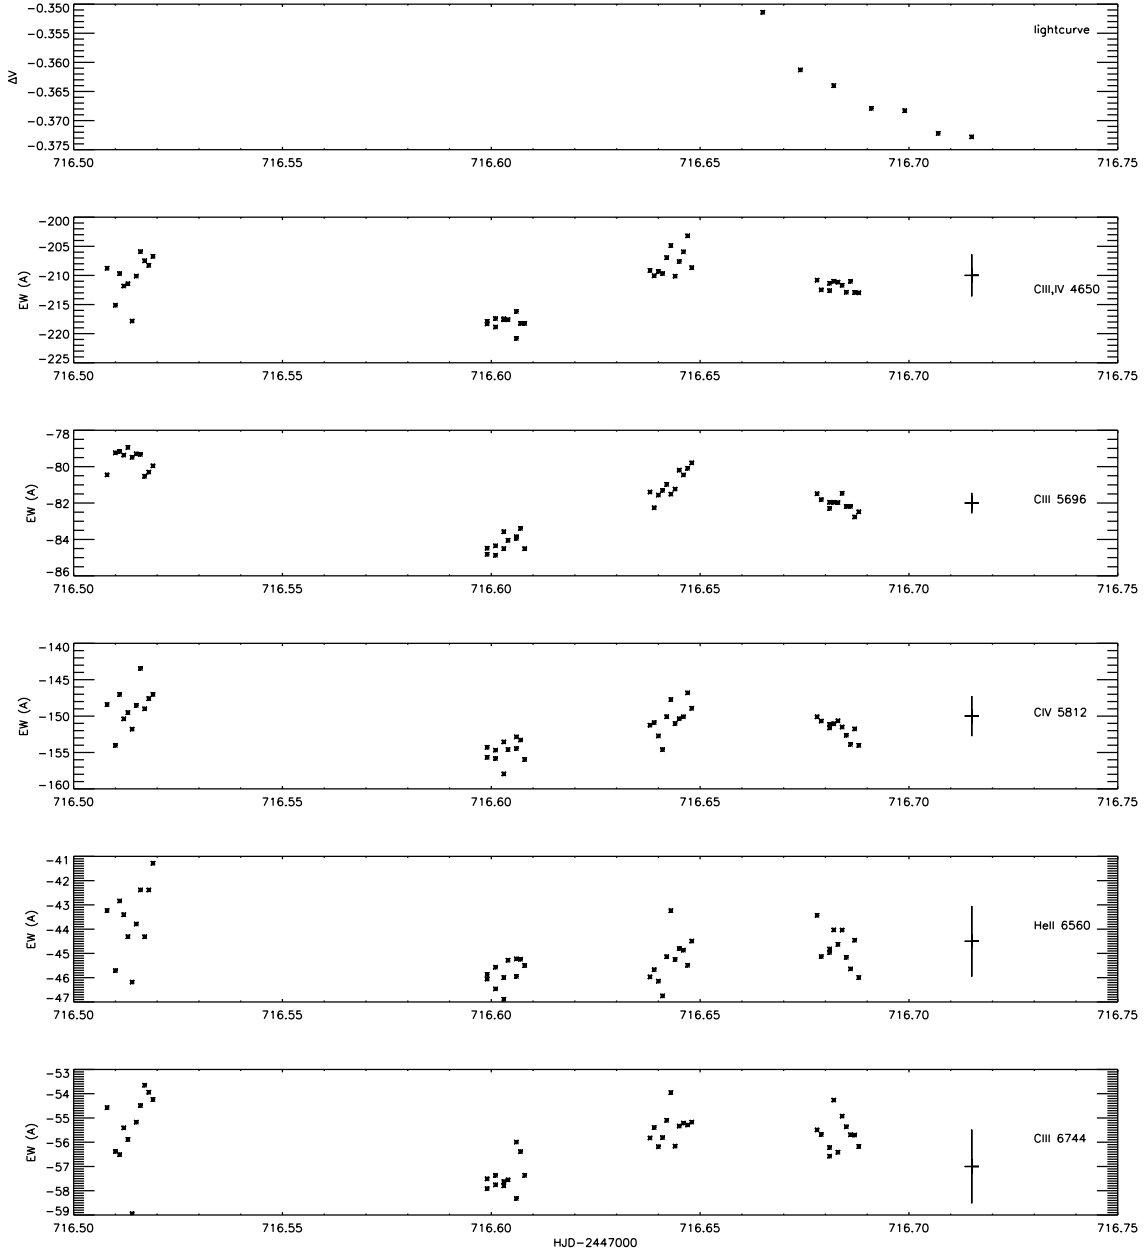 -0.350
-0.355
-0.360
-0.365
-0.370
-0.375
ΔV
lightcurve
716.50 716.55 716.60 716.65 716.70 716.75
-200
-205
-210
-215
-220
-225
EW (A)
CIII,IV 4650
716.50 716.55 716.60 716.65 716.70 716.75
-78
-80
-82
-84
-86
EW (A)
CIII 5696
716.50 716.55 716.60 716.65 716.70 716.75
-140
-145
-150
-155
-160
EW (A)
CIV 5812
716.50 716.55 716.60 716.65 716.70 716.75
-41
-42
-43
-44
-45
-46
-47
EW (A)
HeII 6560
716.50 716.55 716.60 716.65 716.70 716.75
-53
-54
-55
-56
-57
-58
-59
EW (A)
CIII 6744
716.50 716.55 716.60 716.65 716.70 716.75
HJD-2447000